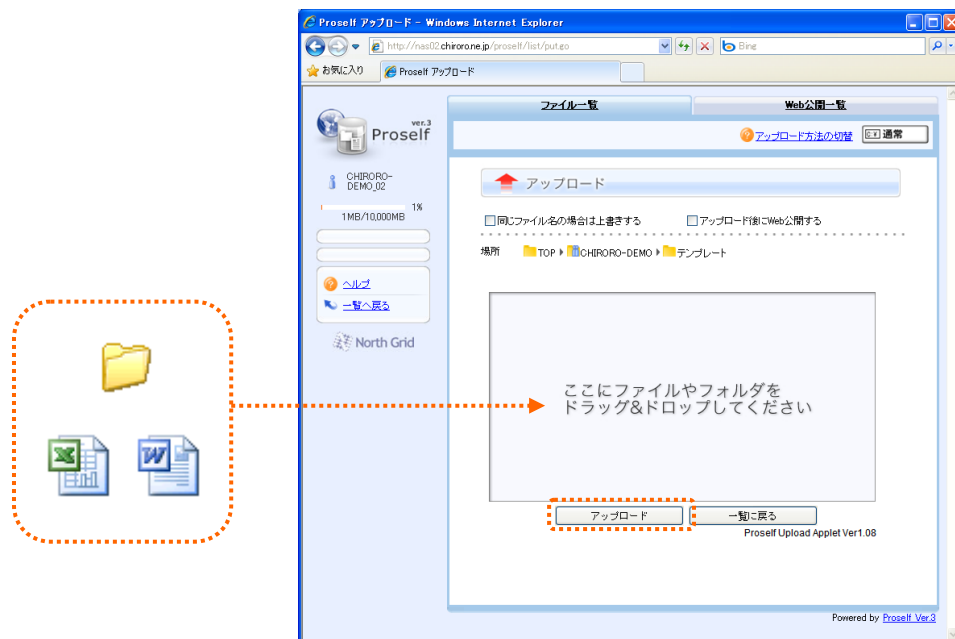 Proself アップロード - Windows Internet Explorer
http://nas02.chirorone.jp/proself/list/put.go
Bing
お気に入り
Proself アップロード
ファイル一覧
Web公開一覧
ver.3
Proself
アップロード方法の切替
通常
CHIRORO-
DEMO_02
1%
1MB/10,000MB
ヘルプ
一覧へ戻る
North Grid
アップロード
同じファイル名の場合は上書きする
アップロード後にWeb公開する
場所
TOP
CHIRORO-DEMO
テンプレート
ここにファイルやフォルダを
ドラッグ&ドロップしてください
アップロード
一覧に戻る
Proself Upload Applet Ver1.08
Powered by Proself Ver.3